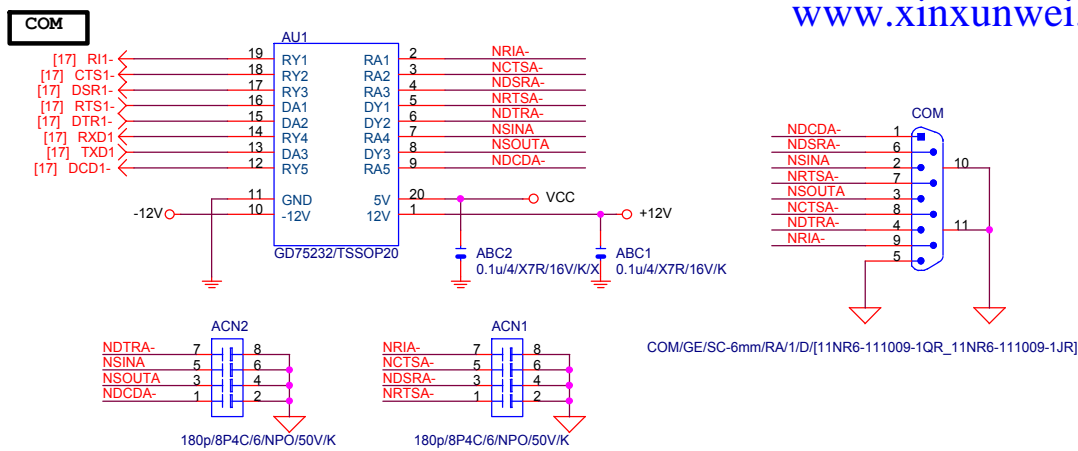 COM
www.xinxunwei.
AU1
[17] RI1- 19 RY1 RA1 2 NRIA-
[17] CTS1- 18 RY2 RA2 3 NCTSA-
[17] DSR1- 17 RY3 RA3 4 NDSRA-
[17] RTS1- 16 DA1 DY1 5 NRTSA-
[17] DTR1- 15 DA2 DY2 6 NDTRA-
[17] RXD1 14 RY4 RA4 7 NSINA
[17] TXD1 13 DA3 DY3 8 NSOUTA
[17] DCD1- 12 RY5 RA5 9 NDCDA-
11 GND 5V 20 VCC
-12V 10 -12V 12V 1 +12V
GD75232/TSSOP20
ABC2
0.1u/4/X7R/16V/K/X
ABC1
0.1u/4/X7R/16V/K
COM
NDCDA- 1
NDSRA- 6
NSINA 2 10
NRTSA- 7
NSOUTA 3
NCTSA- 8
NDTRA- 4 11
NRIA- 9
5
COM/GE/SC-6mm/RA/1/D/[11NR6-111009-1QR_11NR6-111009-1JR]
ACN2
NDTRA- 7 8
NSINA 5 6
NSOUTA 3 4
NDCDA- 1 2
180p/8P4C/6/NPO/50V/K
ACN1
NRIA- 7 8
NCTSA- 5 6
NDSRA- 3 4
NRTSA- 1 2
180p/8P4C/6/NPO/50V/K